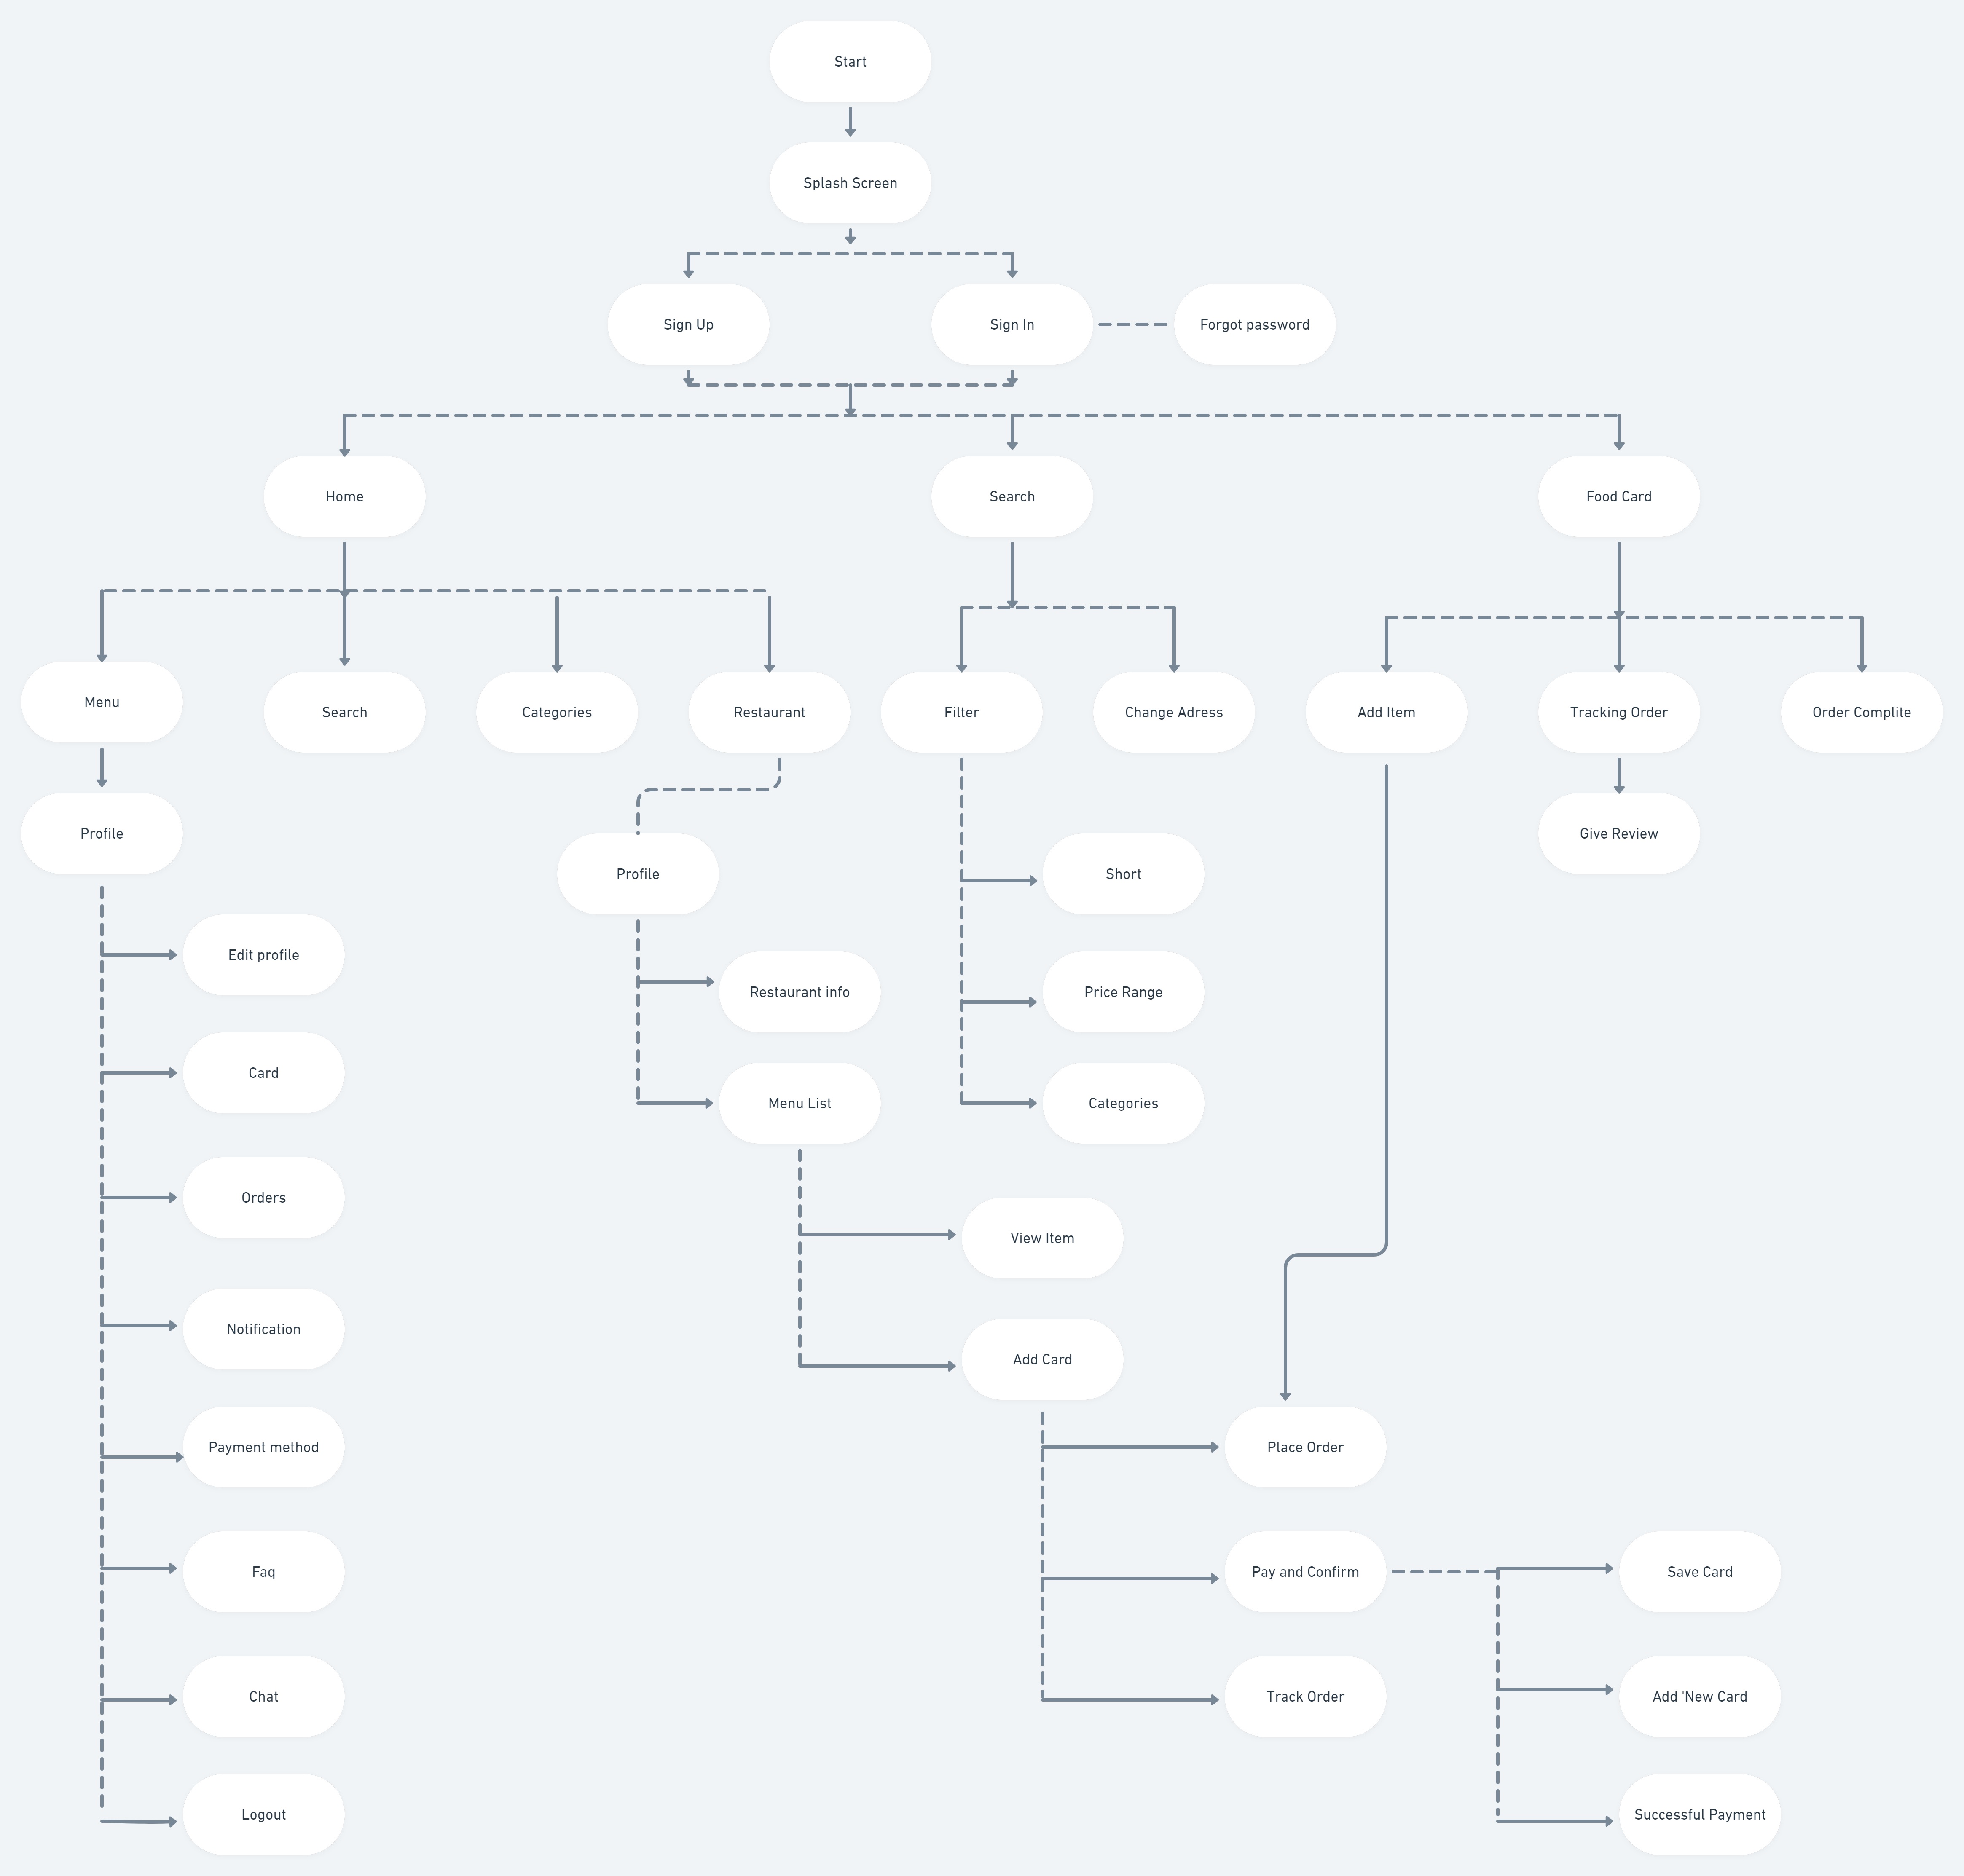 Start
Splash Screen
Sign Up
Sign In
Forgot password
Home
Search
Food Card
Menu
Search
Categories
Restaurant
Filter
Change Adress
Add Item
Tracking Order
Order Complite
Profile
Give Review
Profile
Short
Edit profile
Restaurant info
Price Range
Card
Menu List
Categories
Orders
View Item
Notification
Add Card
Payment method
Place Order
Faq
Pay and Confirm
Save Card
Chat
Track Order
Add 'New Card
Logout
Successful Payment